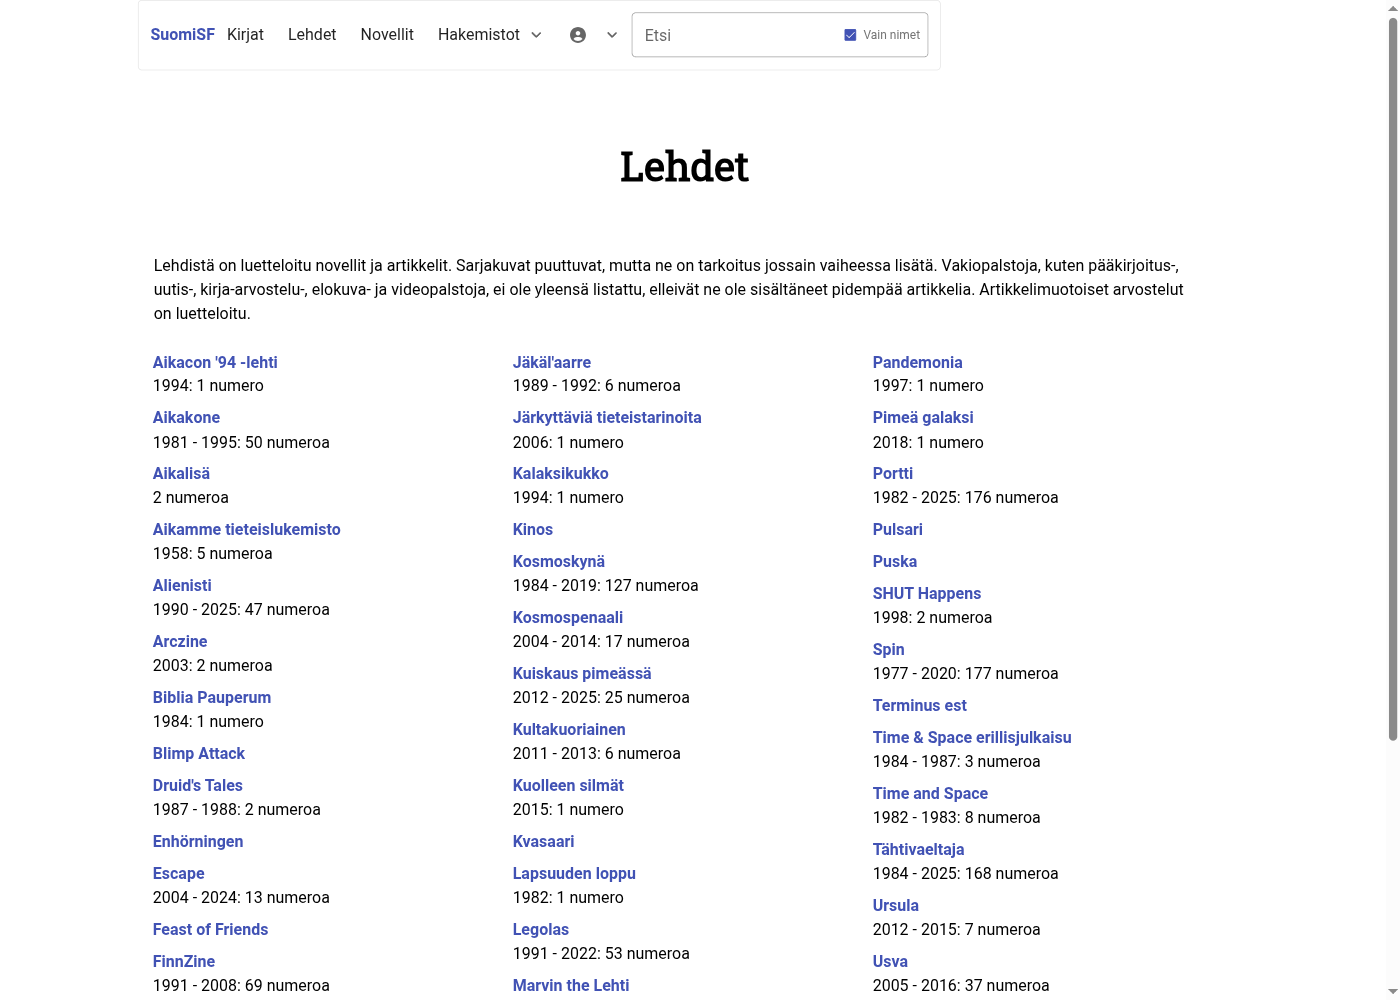 SuomiSF Kirjat Lehdet Novellit Hakemistot Etsi Vain nimet
Lehdet
Lehdistä on luetteloitu novellit ja artikkelit. Sarjakuvat puuttuvat, mutta ne on tarkoitus jossain vaiheessa lisätä. Vakiopalstoja, kuten pääkirjoitus-,
uutis-, kirja-arvostelu-, elokuva- ja videopalstoja, ei ole yleensä listattu, elleivät ne ole sisältäneet pidempää artikkelia. Artikkelimuotoiset arvostelut
on luetteloitu.
Aikacon '94 -lehti
1994: 1 numero
Aikakone
1981 - 1995: 50 numeroa
Aikalisä
2 numeroa
Aikamme tieteislukemisto
1958: 5 numeroa
Alienisti
1990 - 2025: 47 numeroa
Arczine
2003: 2 numeroa
Biblia Pauperum
1984: 1 numero
Blimp Attack
Druid's Tales
1987 - 1988: 2 numeroa
Enhörningen
Escape
2004 - 2024: 13 numeroa
Feast of Friends
FinnZine
1991 - 2008: 69 numeroa
Jäkäl'aarre
1989 - 1992: 6 numeroa
Järkyttäviä tieteistarinoita
2006: 1 numero
Kalaksikukko
1994: 1 numero
Kinos
Kosmoskynä
1984 - 2019: 127 numeroa
Kosmospenaali
2004 - 2014: 17 numeroa
Kuiskaus pimeässä
2012 - 2025: 25 numeroa
Kultakuoriainen
2011 - 2013: 6 numeroa
Kuolleen silmät
2015: 1 numero
Kvasaari
Lapsuuden loppu
1982: 1 numero
Legolas
1991 - 2022: 53 numeroa
Marvin the Lehti
Pandemonia
1997: 1 numero
Pimeä galaksi
2018: 1 numero
Portti
1982 - 2025: 176 numeroa
Pulsari
Puska
SHUT Happens
1998: 2 numeroa
Spin
1977 - 2020: 177 numeroa
Terminus est
Time & Space erillisjulkaisu
1984 - 1987: 3 numeroa
Time and Space
1982 - 1983: 8 numeroa
Tähtivaeltaja
1984 - 2025: 168 numeroa
Ursula
2012 - 2015: 7 numeroa
Usva
2005 - 2016: 37 numeroa